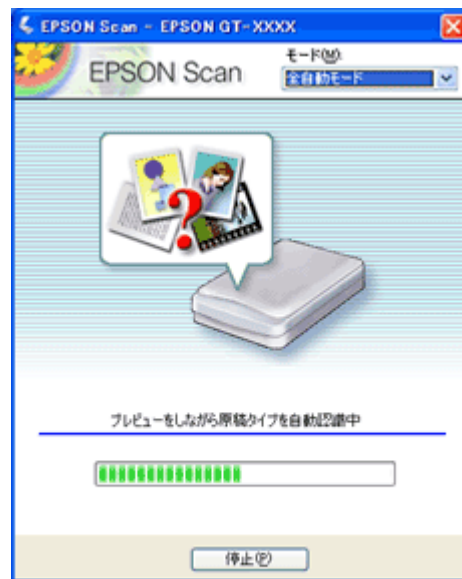 EPSON Scan - EPSON GT-XXXX
EPSON Scan
モード(M):
全自動モード
プレビューをしながら原稿タイプを自動認識中
停止(P)